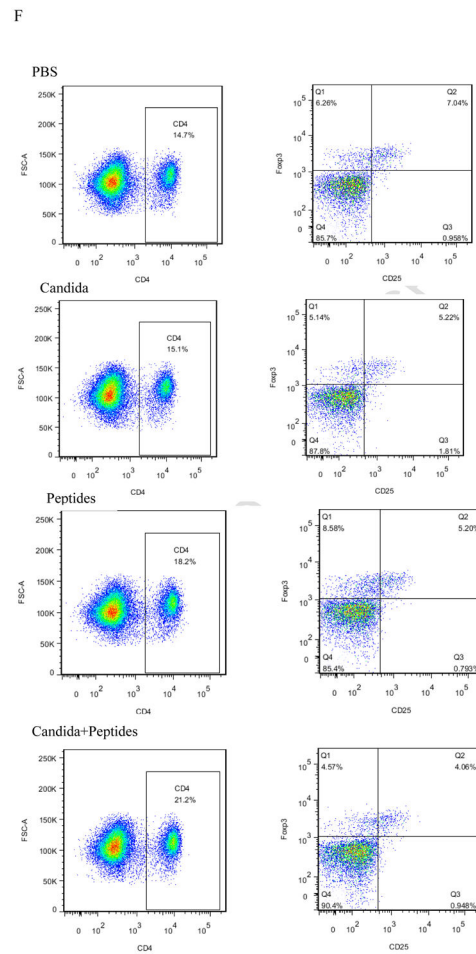 F
PBS
250K
200K
150K
100K
50K
0
FSC-A
CD4
14.7%
0 10^2 10^3 10^4 10^5
CD4
Q1
6.26%
Q2
7.04%
10^5
10^4
10^3
10^2
0
Foxp3
Q4
85.7%
Q3
0.958%
0 10^2 10^3 10^4 10^5
CD25
Candida
250K
200K
150K
100K
50K
0
FSC-A
CD4
15.1%
0 10^2 10^3 10^4 10^5
CD4
Q1
5.14%
Q2
5.22%
10^5
10^4
10^3
10^2
0
Foxp3
Q4
87.8%
Q3
1.81%
0 10^2 10^3 10^4 10^5
CD25
Peptides
250K
200K
150K
100K
50K
0
FSC-A
CD4
18.2%
0 10^2 10^3 10^4 10^5
CD4
Q1
8.58%
Q2
5.20%
10^5
10^4
10^3
10^2
0
Foxp3
Q4
85.4%
Q3
0.793%
0 10^2 10^3 10^4 10^5
CD25
Candida+Peptides
250K
200K
150K
100K
50K
0
FSC-A
CD4
21.2%
0 10^2 10^3 10^4 10^5
CD4
Q1
4.57%
Q2
4.06%
10^5
10^4
10^3
10^2
0
Foxp3
Q4
90.4%
Q3
0.948%
0 10^2 10^3 10^4 10^5
CD25